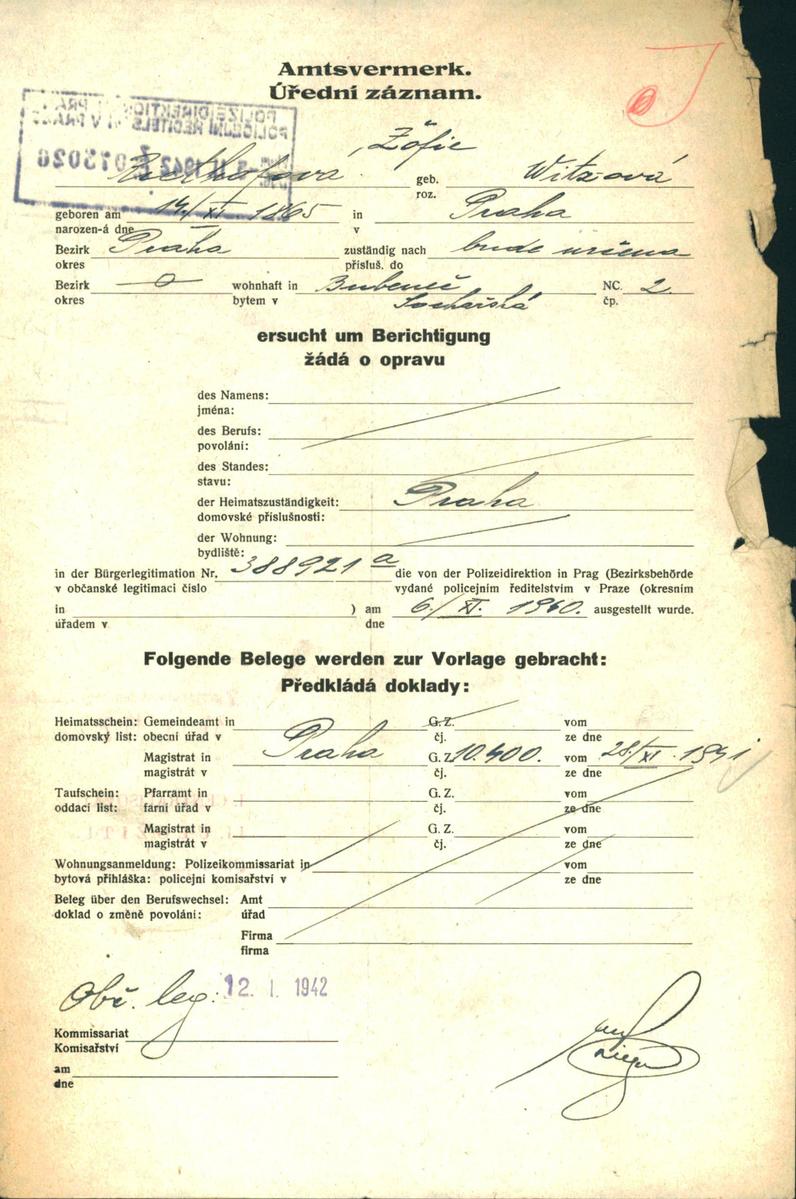 Amtsvermerk.
Úřední záznam.
POLIZEIDIREKTION
POLICEJNÍ ŘEDITELS V PRAZE
1942 073026
Žofie
geb. Witzová
roz.
geboren am 14/XI 1865 in Praha
narozen-á dne v
Bezirk Praha zuständig nach bude určena
okres přísluš. do
Bezirk wohnhaft in Bubeneč NC. 2.
okres bytem v Sochařská čp.
ersucht um Berichtigung
žádá o opravu
des Namens:
jména:
des Berufs:
povolání:
des Standes:
stavu:
der Heimatszuständigkeit: Praha
domovské příslušnosti:
der Wohnung:
bydliště:
in der Bürgerlegitimation Nr. 388921 a die von der Polizeidirektion in Prag (Bezirksbehörde
v občanské legitimaci číslo vydané policejním ředitelstvím v Praze (okresním
in ) am 6./XI. 1940. ausgestellt wurde.
úřadem v dne
Folgende Belege werden zur Vorlage gebracht:
Předkládá doklady:
Heimatsschein: Gemeindeamt in G. Z. vom
domovský list: obecní úřad v čj. ze dne
Magistrat in Praha G. Z. 10.400. vom 28./XI. 1941
magistrát v čj. ze dne
Taufschein: Pfarramt in G. Z. vom
oddací list: farní úřad v čj. ze dne
Magistrat in G. Z. vom
magistrát v čj. ze dne
Wohnungsanmeldung: Polizeikommissariat in vom
bytová přihláška: policejní komisařství v ze dne
Beleg über den Berufswechsel: Amt
doklad o změně povolání: úřad
Firma
firma
Obč. leg. 12. I. 1942
Kommissariat
Komisařství
am
dne